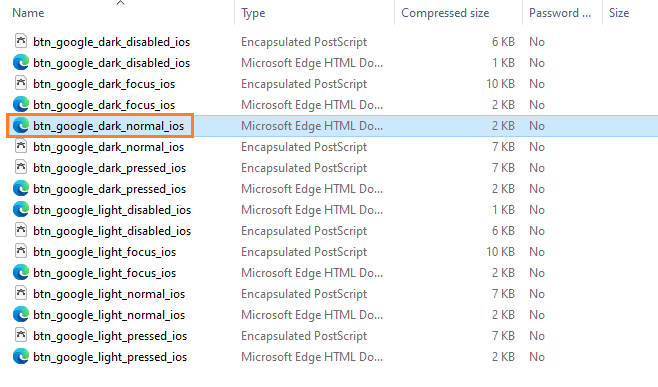 Name Type Compressed size Password ... Size
btn_google_dark_disabled_ios Encapsulated PostScript 6 KB No
btn_google_dark_disabled_ios Microsoft Edge HTML Do... 1 KB No
btn_google_dark_focus_ios Encapsulated PostScript 10 KB No
btn_google_dark_focus_ios Microsoft Edge HTML Do... 2 KB No
btn_google_dark_normal_ios Microsoft Edge HTML Do... 2 KB No
btn_google_dark_normal_ios Encapsulated PostScript 7 KB No
btn_google_dark_pressed_ios Encapsulated PostScript 7 KB No
btn_google_dark_pressed_ios Microsoft Edge HTML Do... 2 KB No
btn_google_light_disabled_ios Microsoft Edge HTML Do... 1 KB No
btn_google_light_disabled_ios Encapsulated PostScript 6 KB No
btn_google_light_focus_ios Encapsulated PostScript 10 KB No
btn_google_light_focus_ios Microsoft Edge HTML Do... 2 KB No
btn_google_light_normal_ios Encapsulated PostScript 7 KB No
btn_google_light_normal_ios Microsoft Edge HTML Do... 2 KB No
btn_google_light_pressed_ios Encapsulated PostScript 7 KB No
btn_google_light_pressed_ios Microsoft Edge HTML Do... 2 KB No